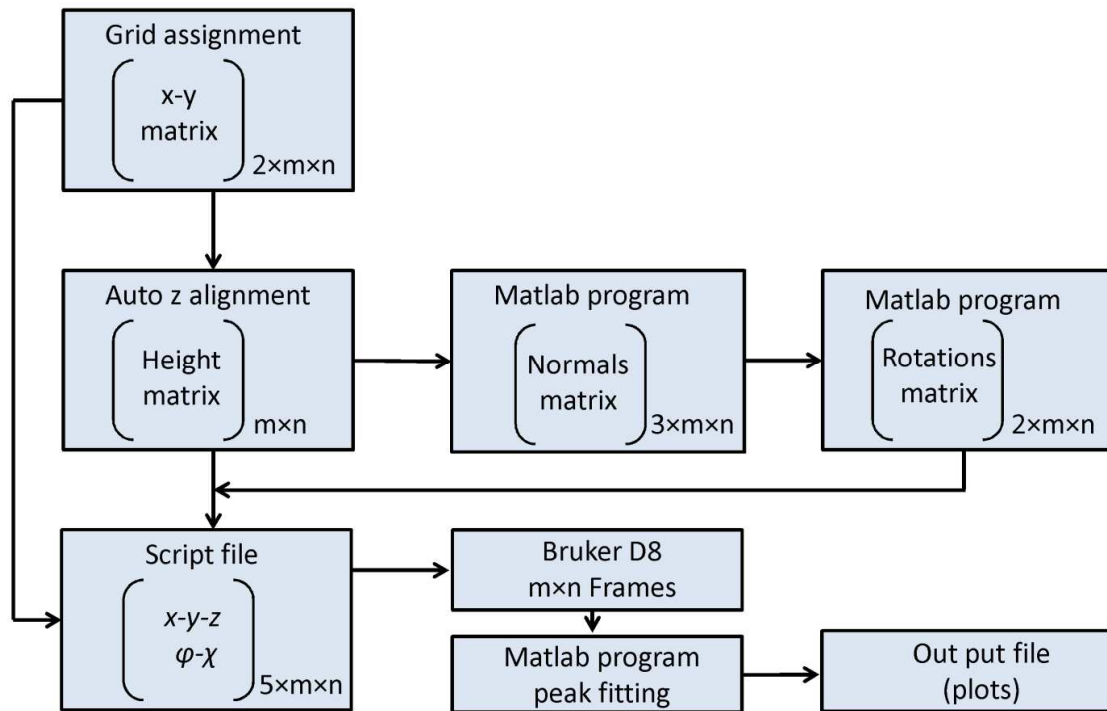 Grid assignment
x-y
matrix
2×m×n
Auto z alignment
Height
matrix
m×n
Matlab program
Normals
matrix
3×m×n
Matlab program
Rotations
matrix
2×m×n
Script file
x-y-z
φ-χ
5×m×n
Bruker D8
m×n Frames
Matlab program
peak fitting
Out put file
(plots)